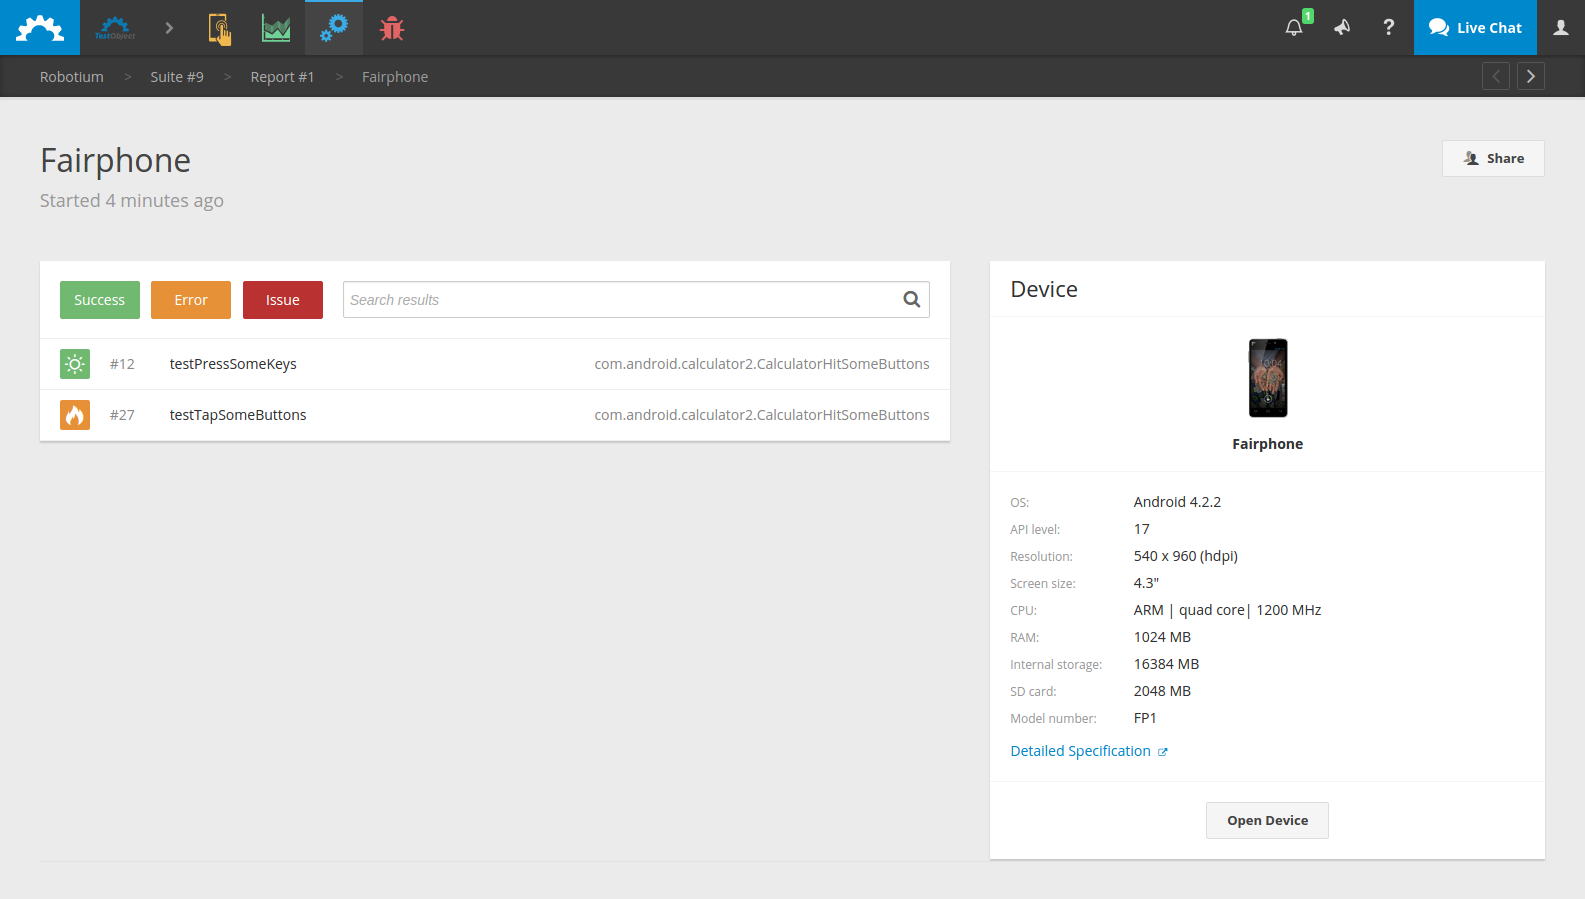 TestObject
1
?
Live Chat
Robotium > Suite #9 > Report #1 > Fairphone
Fairphone
Started 4 minutes ago
Share
Success
Error
Issue
Search results
#12 testPressSomeKeys com.android.calculator2.CalculatorHitSomeButtons
#27 testTapSomeButtons com.android.calculator2.CalculatorHitSomeButtons
Device
10:04
Fairphone
OS: Android 4.2.2
API level: 17
Resolution: 540 x 960 (hdpi)
Screen size: 4.3"
CPU: ARM | quad core| 1200 MHz
RAM: 1024 MB
Internal storage: 16384 MB
SD card: 2048 MB
Model number: FP1
Detailed Specification
Open Device